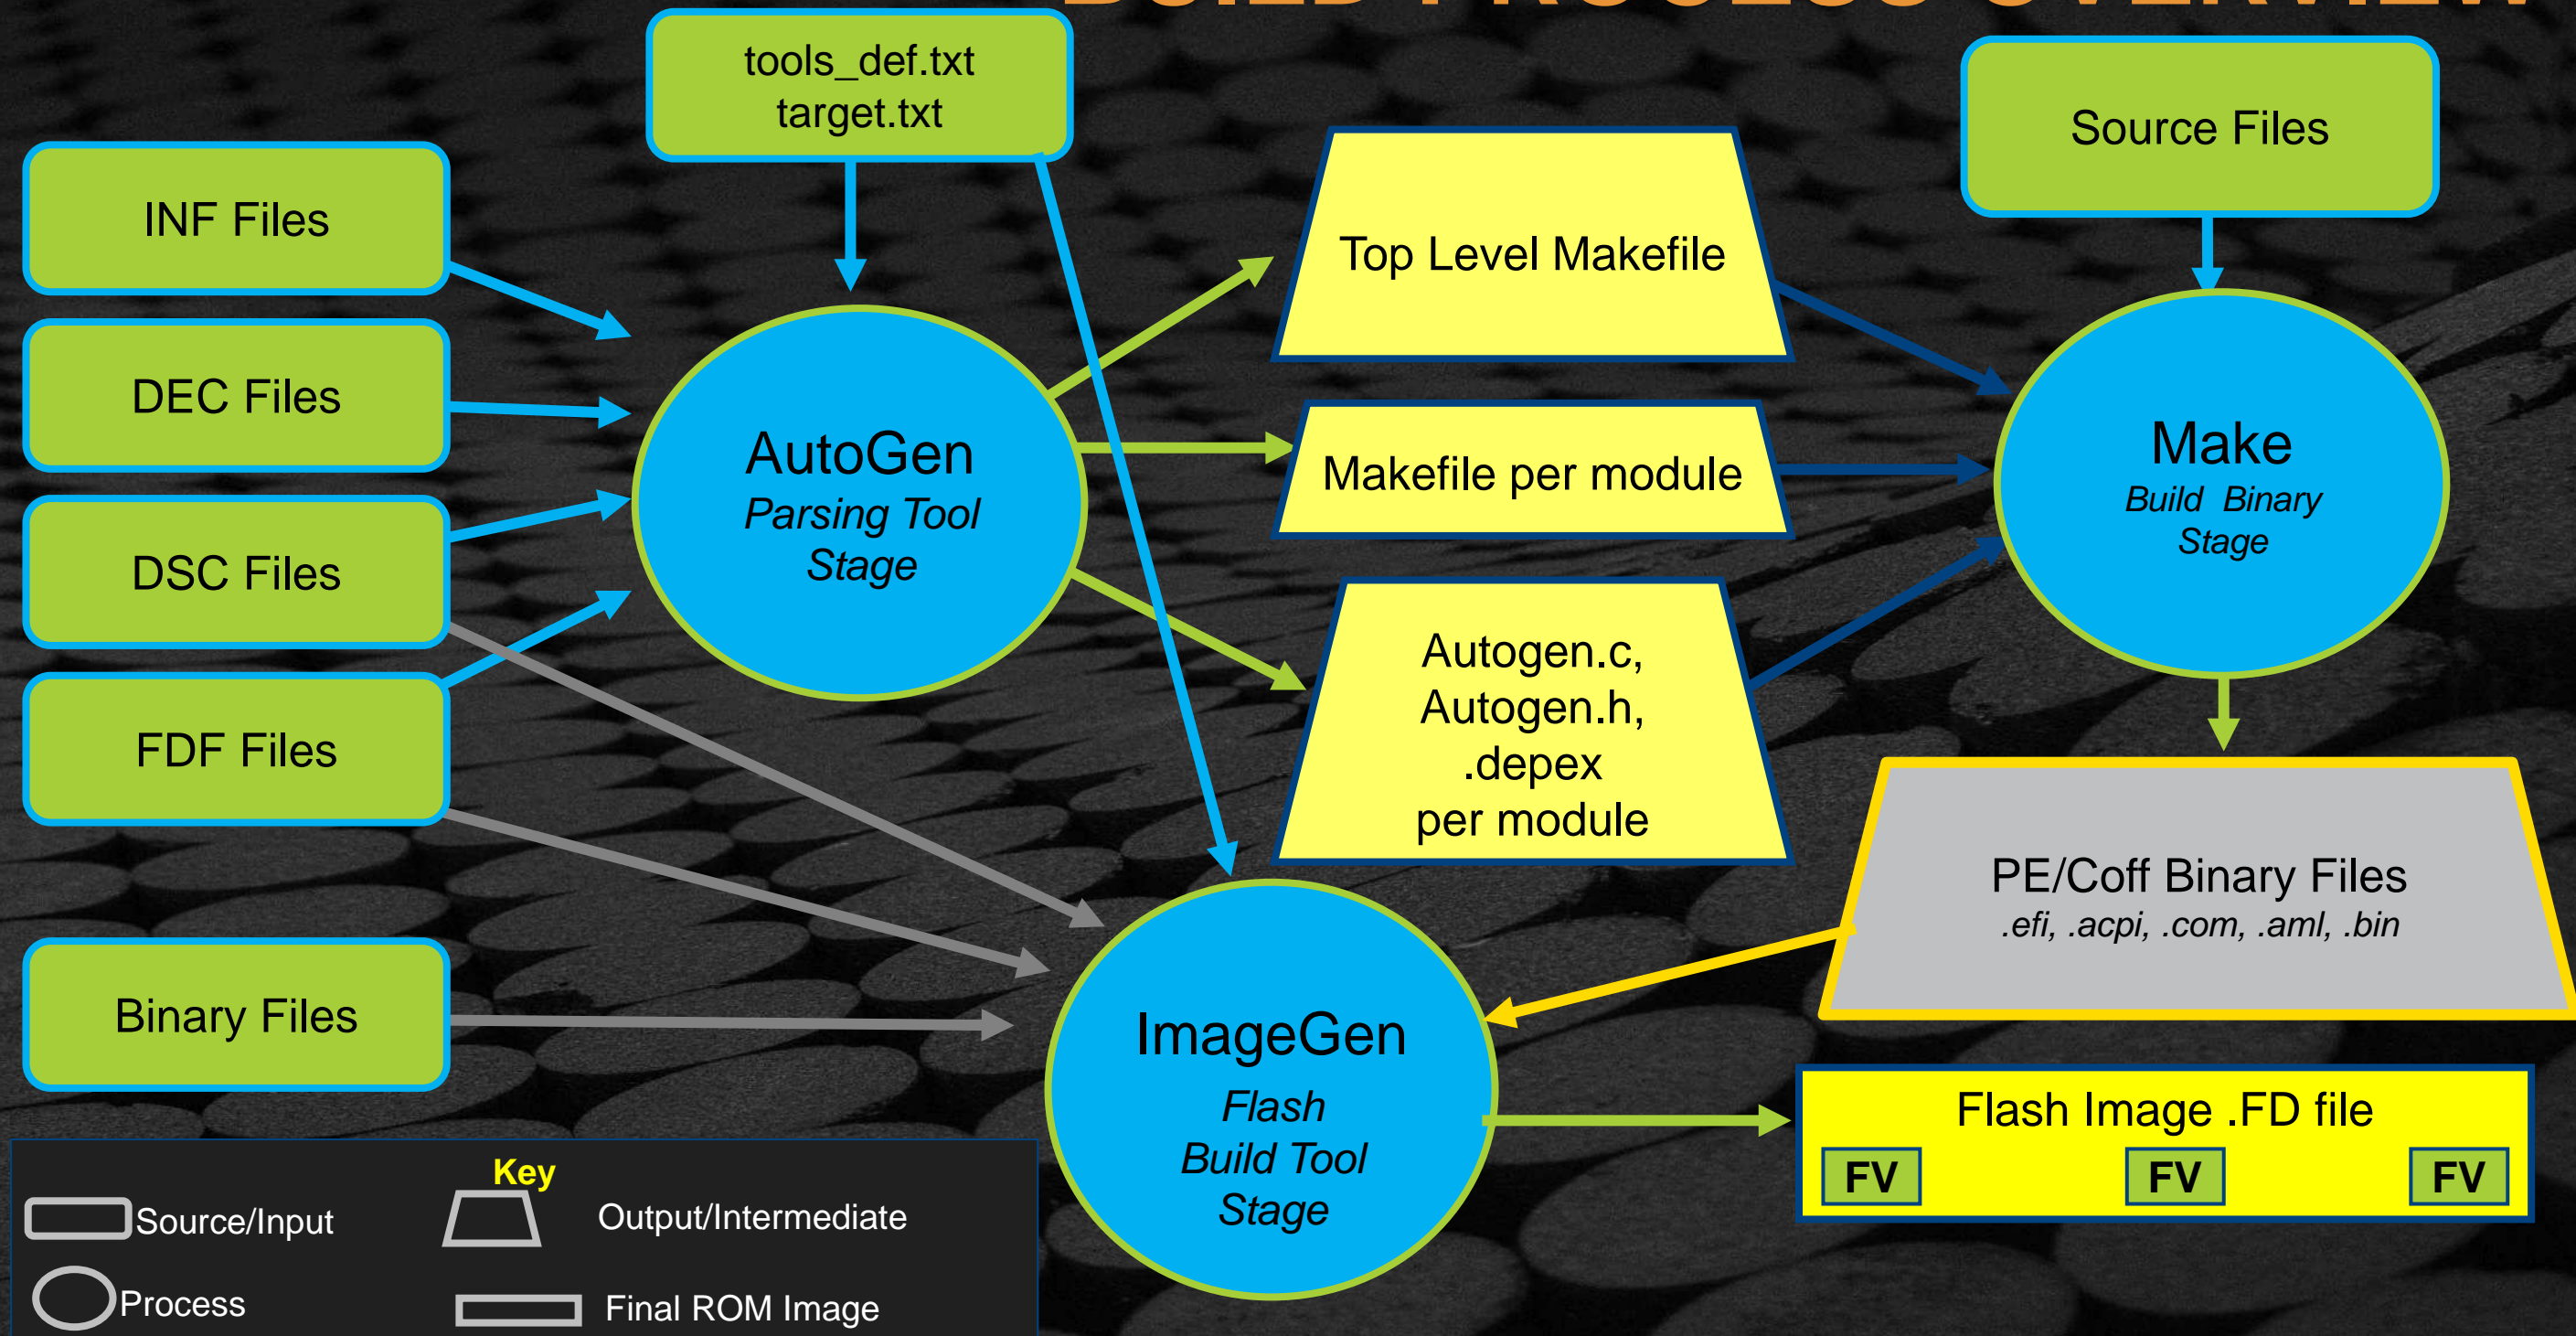 BUILD PROCESS OVERVIEW
tools_def.txt
target.txt
Source Files
INF Files
DEC Files
DSC Files
FDF Files
Binary Files
AutoGen
Parsing Tool
Stage
Top Level Makefile
Makefile per module
Autogen.c,
Autogen.h,
.depex
per module
Make
Build Binary
Stage
PE/Coff Binary Files
.efi, .acpi, .com, .aml, .bin
ImageGen
Flash
Build Tool
Stage
Flash Image .FD file
FV FV FV
Key
Source/Input
Output/Intermediate
Process
Final ROM Image